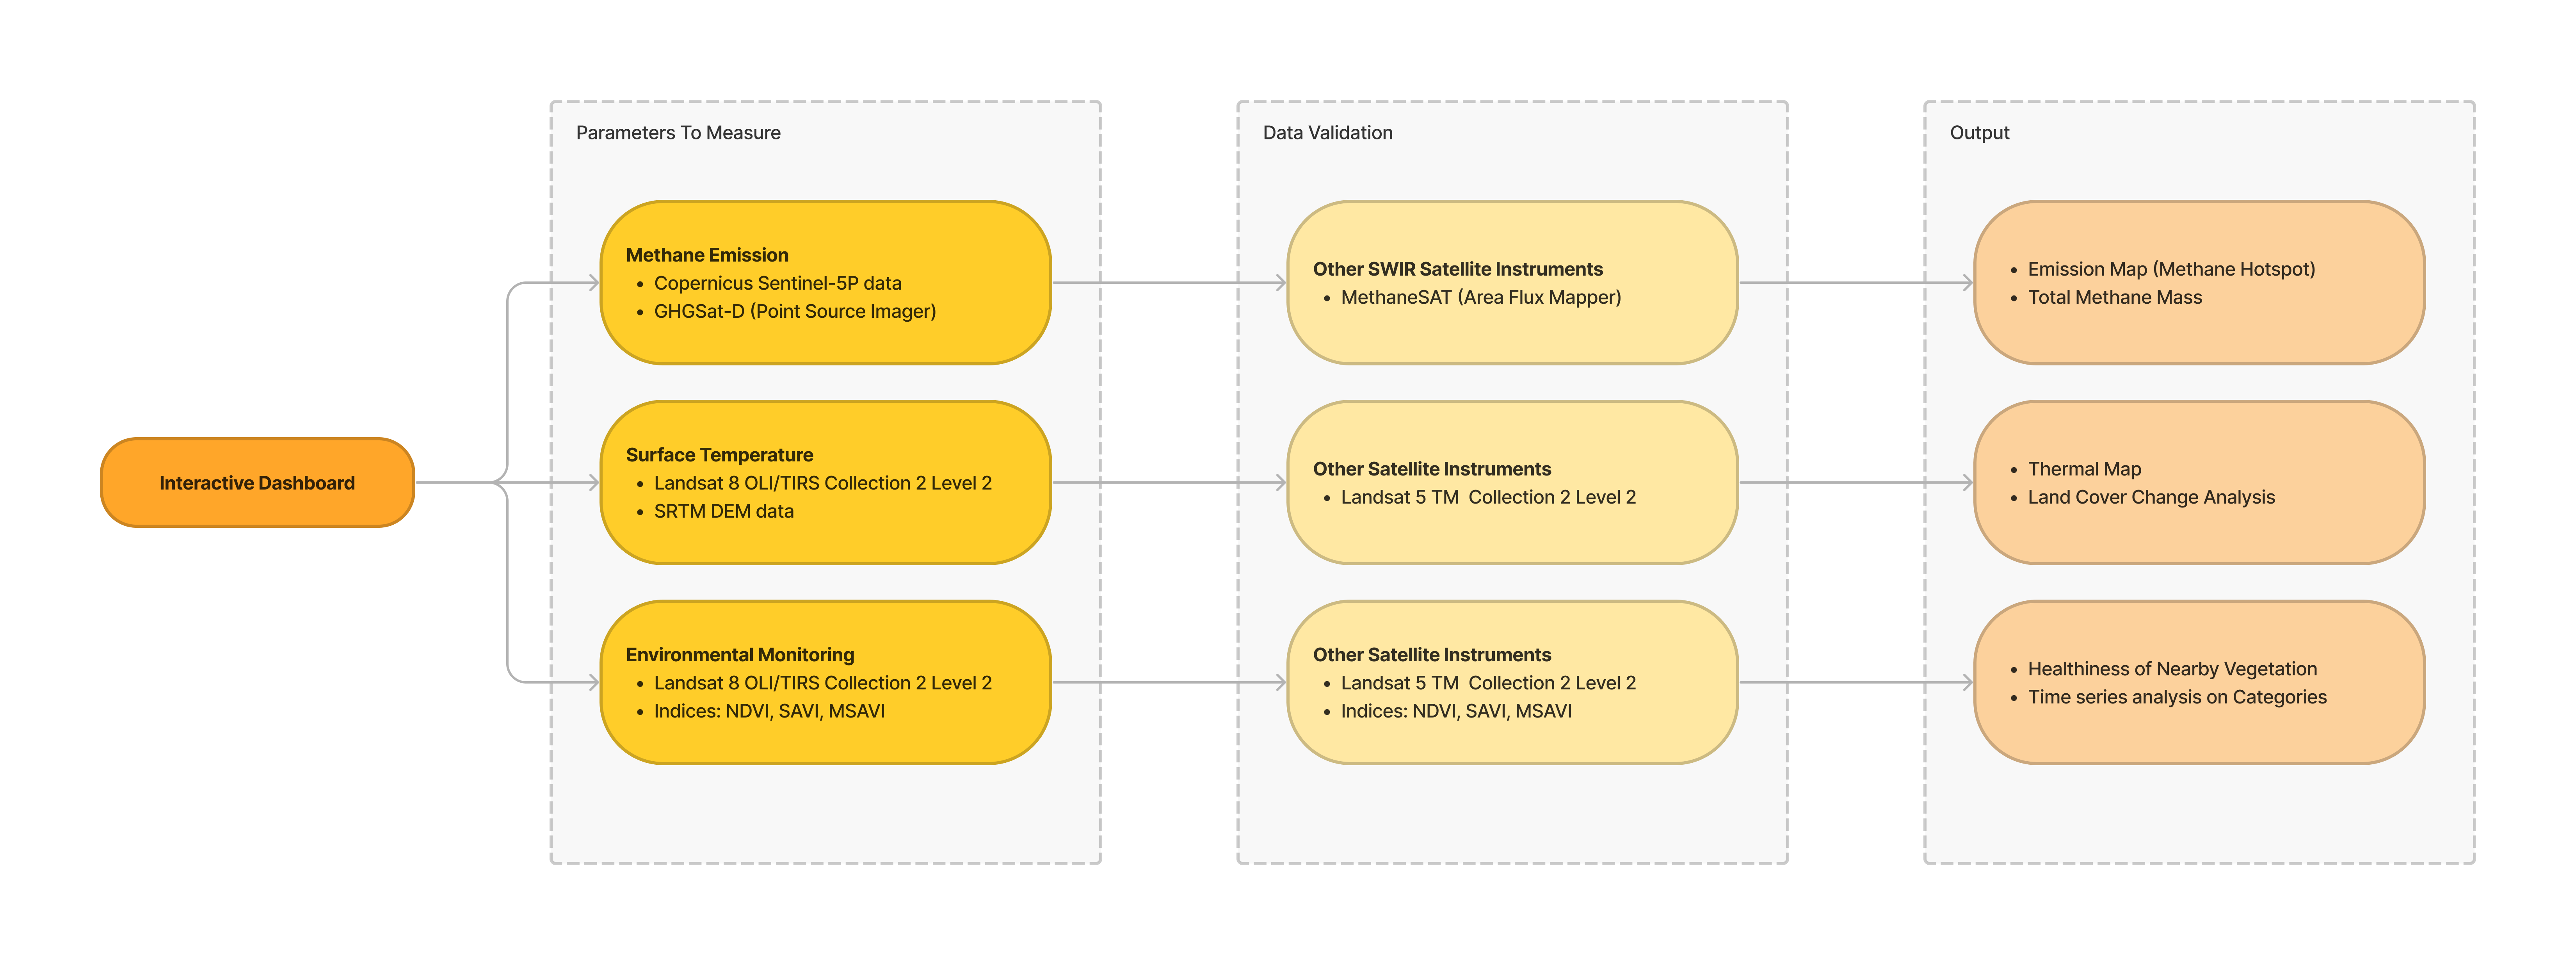 Interactive Dashboard
Parameters To Measure
Methane Emission
• Copernicus Sentinel-5P data
• GHGSat-D (Point Source Imager)
Surface Temperature
• Landsat 8 OLI/TIRS Collection 2 Level 2
• SRTM DEM data
Environmental Monitoring
• Landsat 8 OLI/TIRS Collection 2 Level 2
• Indices: NDVI, SAVI, MSAVI
Data Validation
Other SWIR Satellite Instruments
• MethaneSAT (Area Flux Mapper)
Other Satellite Instruments
• Landsat 5 TM  Collection 2 Level 2
Other Satellite Instruments
• Landsat 5 TM  Collection 2 Level 2
• Indices: NDVI, SAVI, MSAVI
Output
• Emission Map (Methane Hotspot)
• Total Methane Mass
• Thermal Map
• Land Cover Change Analysis
• Healthiness of Nearby Vegetation
• Time series analysis on Categories